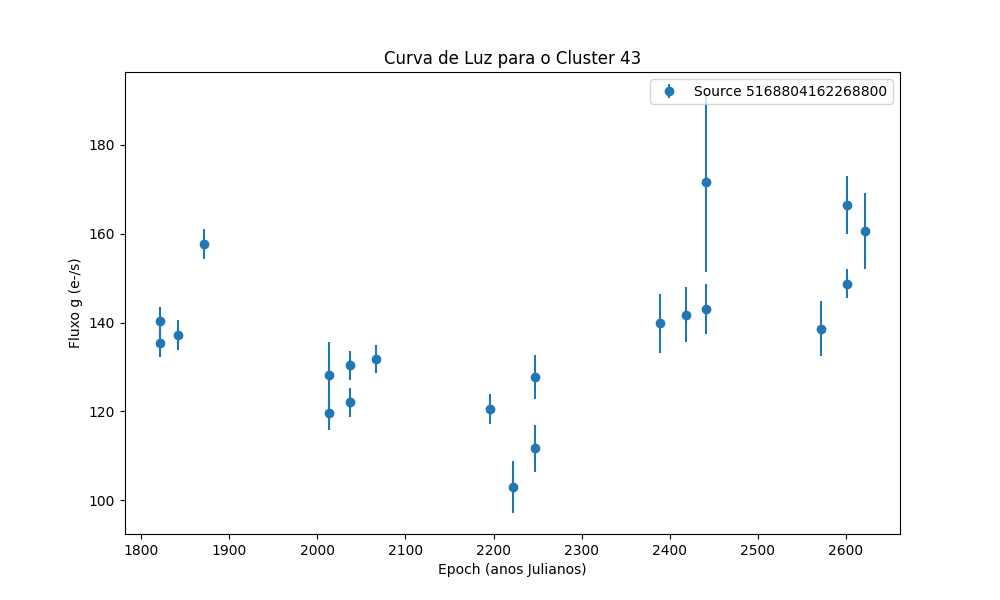 Curva de Luz para o Cluster 43
Source 5168804162268800
Fluxo g (e-/s)
180
160
140
120
100
1800 1900 2000 2100 2200 2300 2400 2500 2600
Epoch (anos Julianos)